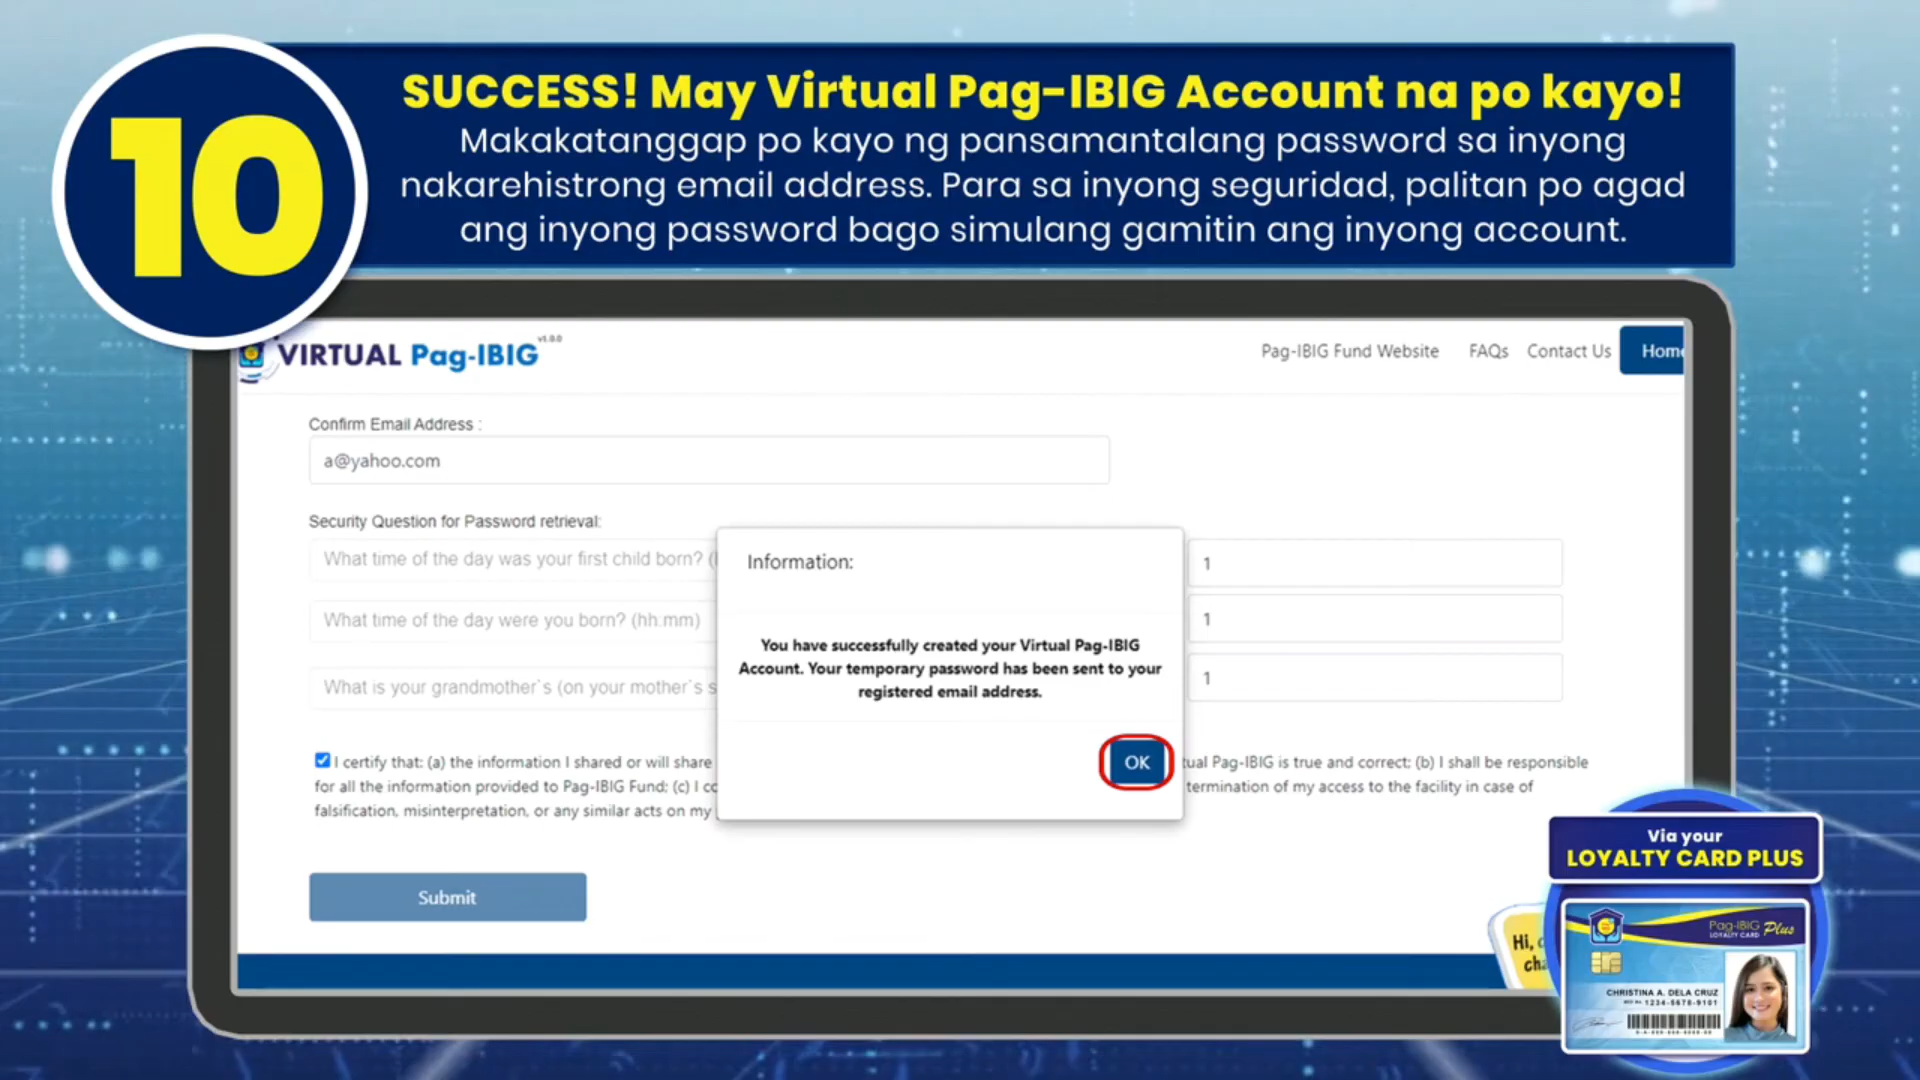 10
SUCCESS! May Virtual Pag-IBIG Account na po kayo!
Makakatanggap po kayo ng pansamantalang password sa inyong
nakarehistrong email address. Para sa inyong seguridad, palitan po agad
ang inyong password bago simulang gamitin ang inyong account.
VIRTUAL Pag-IBIG
Pag-IBIG Fund Website FAQs Contact Us Home
Confirm Email Address :
a@yahoo.com
Security Question for Password retrieval:
What time of the day was your first child born? (
1
What time of the day were you born? (hh:mm)
1
What is your grandmother`s (on your mother`s s
1
Information:
You have successfully created your Virtual Pag-IBIG
Account. Your temporary password has been sent to your
registered email address.
OK
I certify that: (a) the information I shared or will share
tual Pag-IBIG is true and correct; (b) I shall be responsible
for all the information provided to Pag-IBIG Fund; (c) I co
termination of my access to the facility in case of
falsification, misinterpretation, or any similar acts on my
Submit
Hi,
Via your
LOYALTY CARD PLUS
Pag-IBIG Plus
LOYALTY CARD
CHRISTINA A. DELA CRUZ
1234-5678-9101